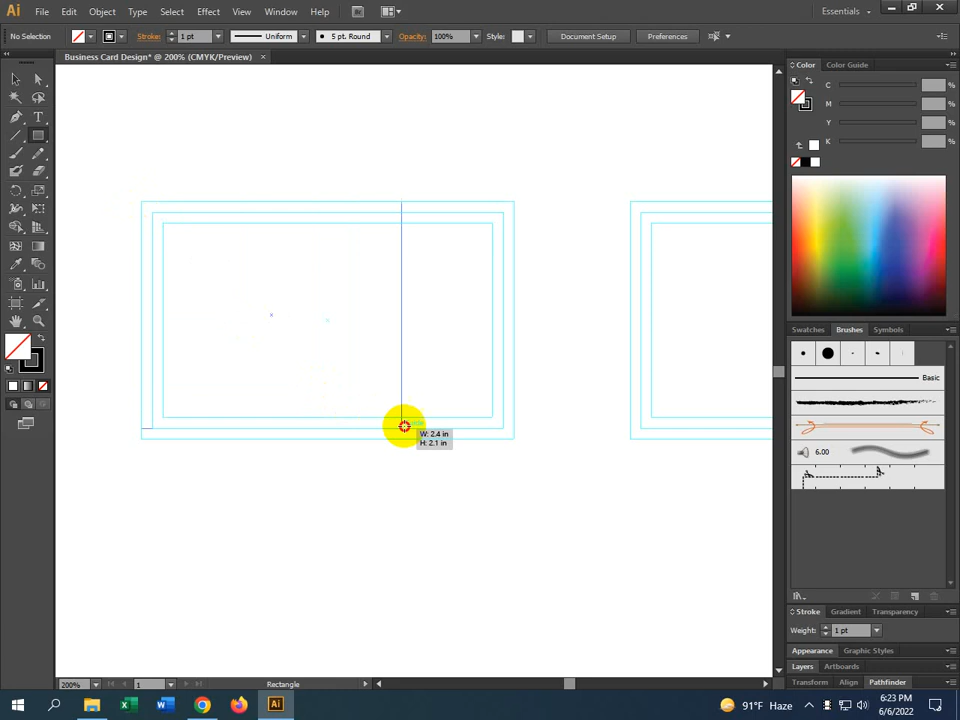 Ai File Edit Object Type Select Effect View Window Help Br Essentials
No Selection Stroke: 1 pt Uniform 5 pt. Round Opacity: 100% Style: Document Setup Preferences
Business Card Design* @ 200% (CMYK/Preview) ×
Color Color Guide
C %
M %
Y %
K %
Swatches Brushes Symbols
Basic
6.00
W: 2.4 in
H: 2.1 in
Stroke Gradient Transparency
Weight: 1 pt
Appearance Graphic Styles
Layers Artboards
Transform Align Pathfinder
200% 1 Rectangle
91°F Haze
6:23 PM
6/6/2022